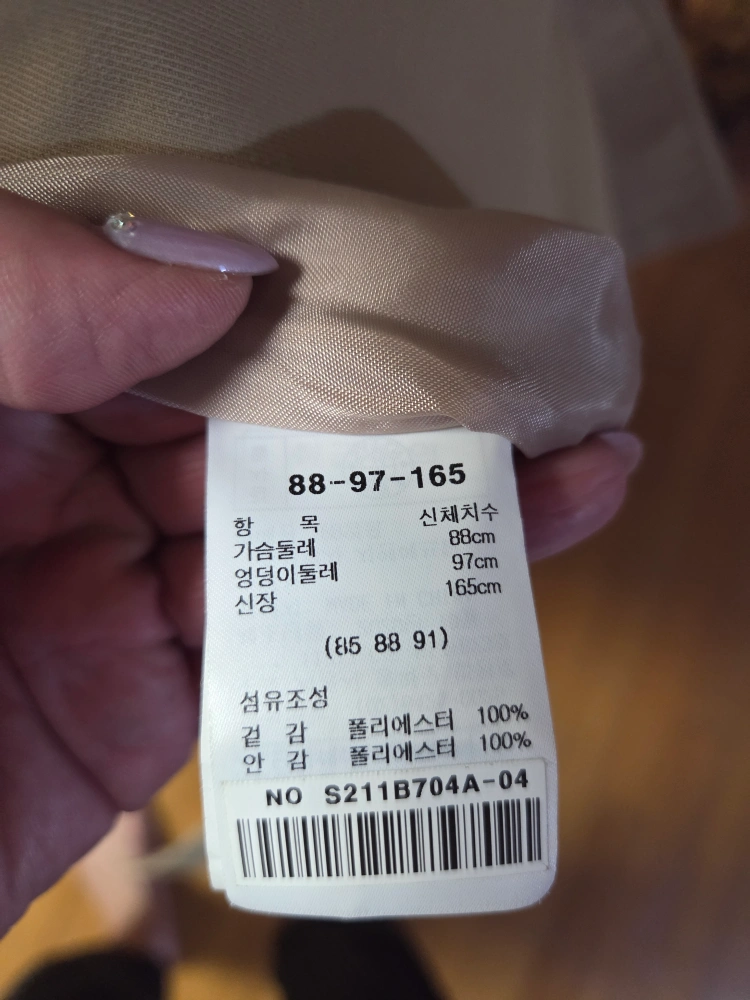 88-97-165
항 목 신체치수
가슴둘레 88cm
엉덩이둘레 97cm
신장 165cm
(85 88 91)
섬유조성
겉 감 폴리에스터 100%
안 감 폴리에스터 100%
NO S211B704A-04